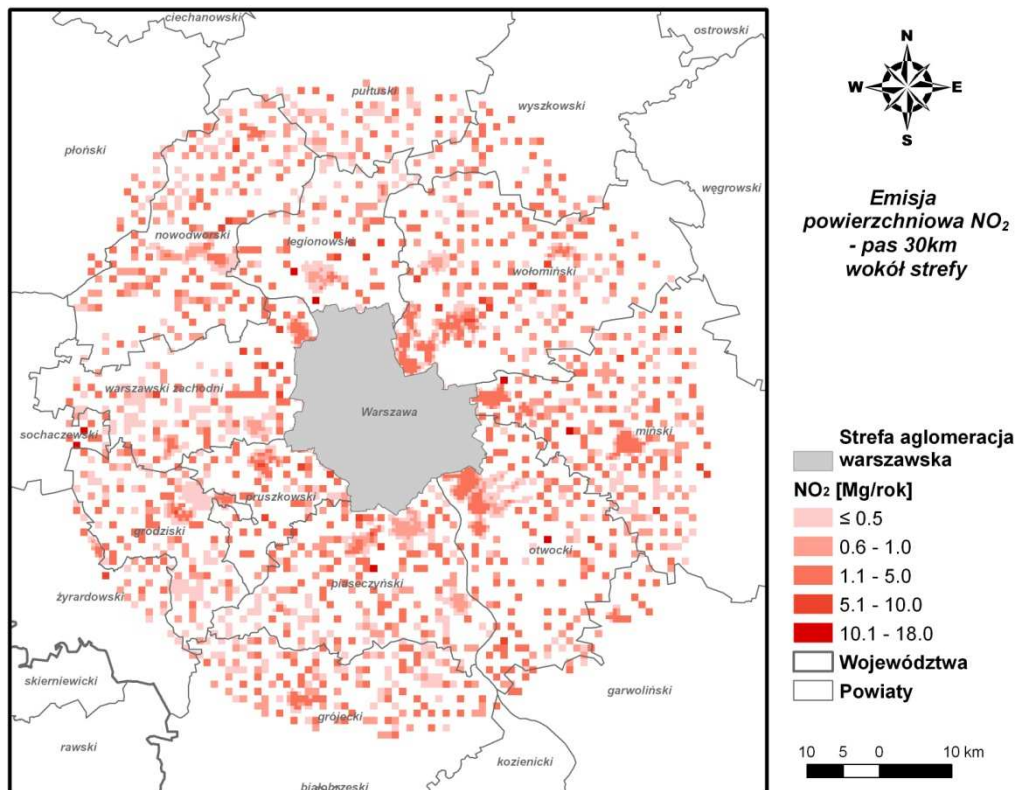 ciechanowski
ostrowski
pułtuski
wyszkowski
płoński
węgrowski
nowodworski
legionowski
wołomiński
warszawski zachodni
Warszawa
sochaczewski
miński
pruszkowski
grodziski
otwocki
piaseczyński
żyrardowski
skierniewicki
garwoliński
grójecki
rawski
kozienicki
białobrzeski
N
W E
S
Emisja
powierzchniowa NO₂
- pas 30km
wokół strefy
Strefa aglomeracja
warszawska
NO₂ [Mg/rok]
≤ 0.5
0.6 - 1.0
1.1 - 5.0
5.1 - 10.0
10.1 - 18.0
Województwa
Powiaty
10 5 0 10 km